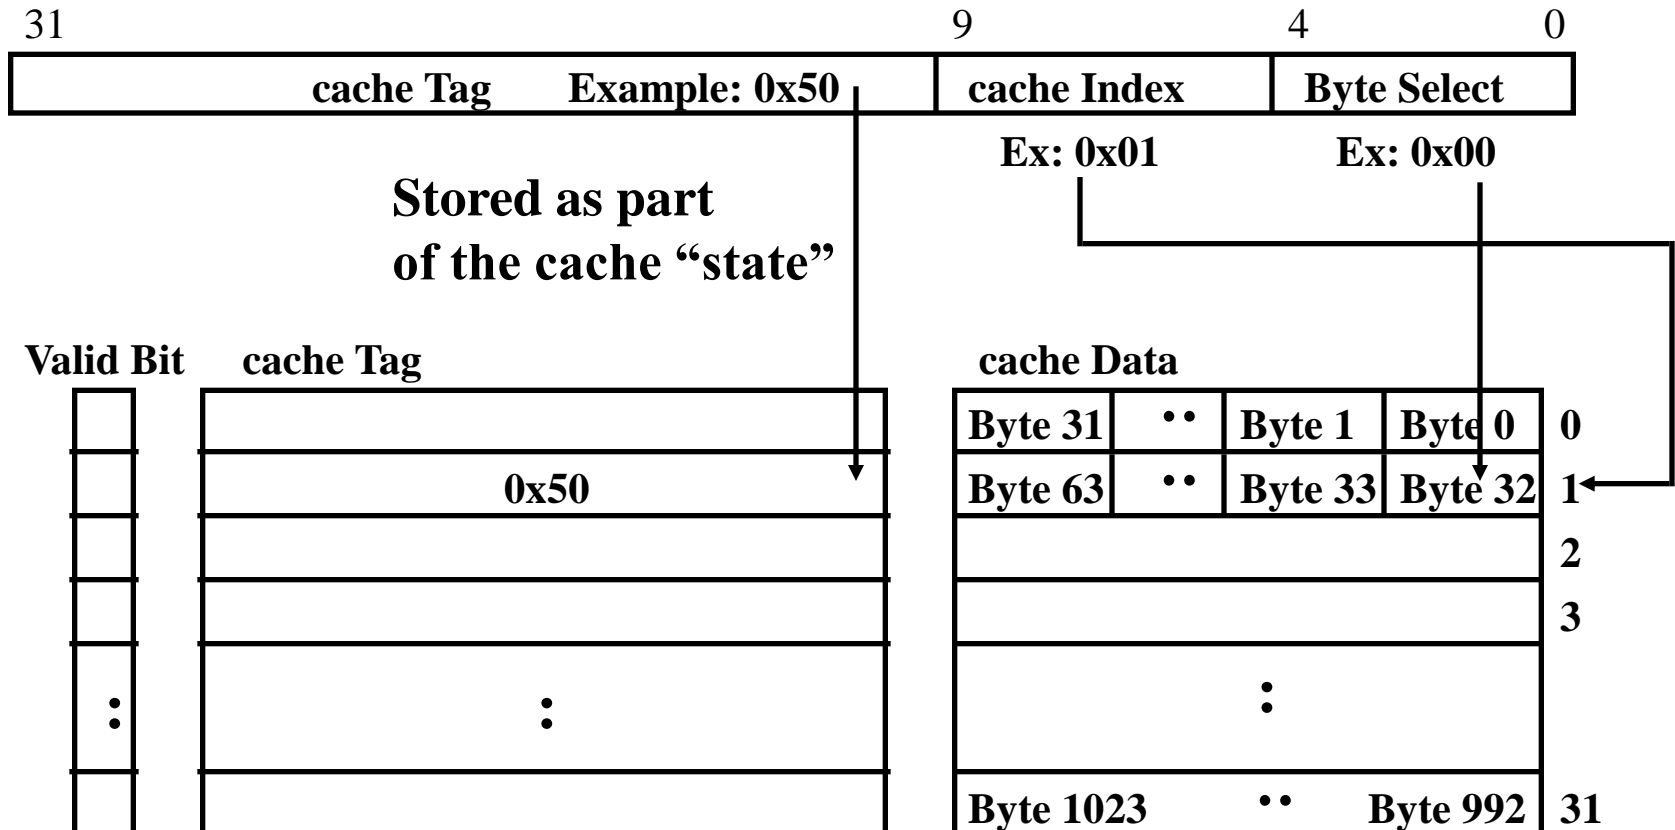 31 9 4 0
cache Tag Example: 0x50 cache Index Byte Select
Ex: 0x01 Ex: 0x00
Stored as part
of the cache “state”
Valid Bit cache Tag cache Data
Byte 31 •• Byte 1 Byte 0 0
0x50 Byte 63 •• Byte 33 Byte 32 1
2
3
: : :
Byte 1023 •• Byte 992 31